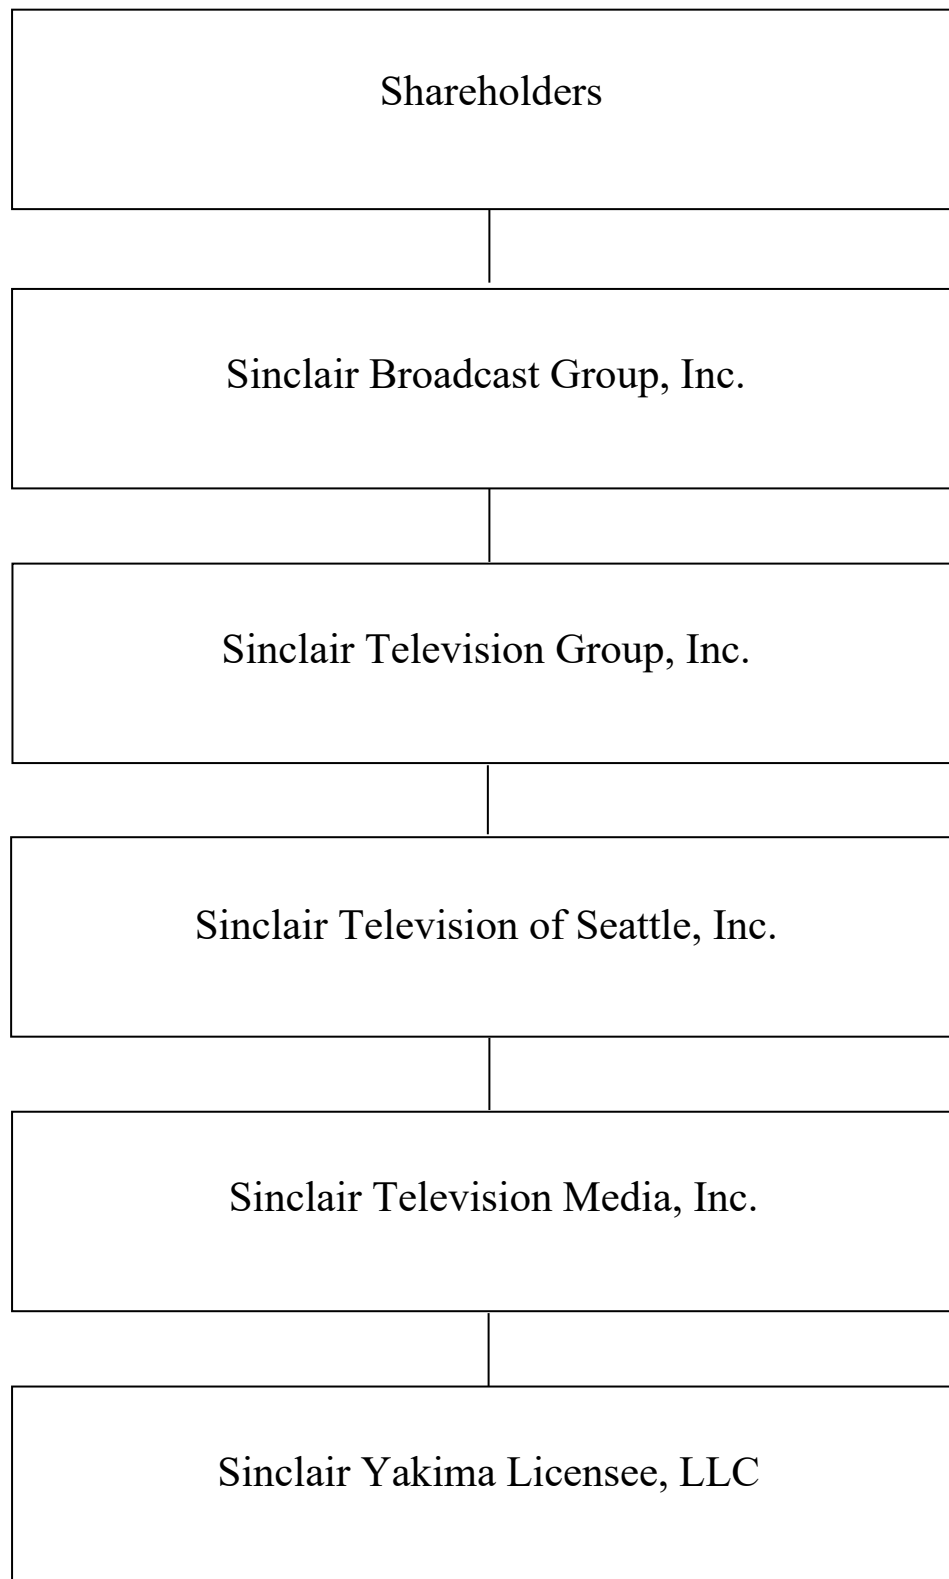 Shareholders
Sinclair Broadcast Group, Inc.
Sinclair Television Group, Inc.
Sinclair Television of Seattle, Inc.
Sinclair Television Media, Inc.
Sinclair Yakima Licensee, LLC